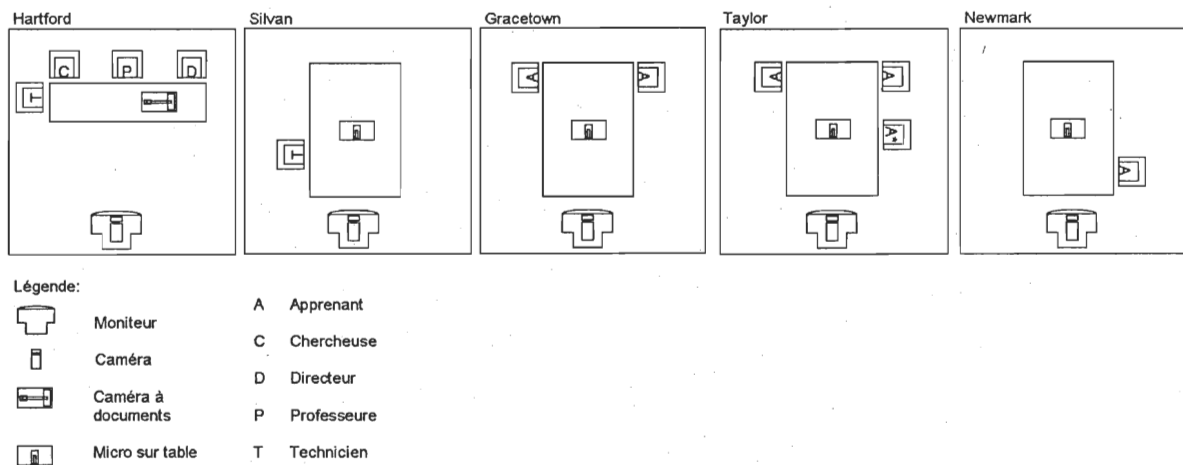 Hartford Silvan Gracetown Taylor Newmark
C P D
T
T
A A
A A
A.
A
Légende:
Moniteur
Caméra
Caméra à
documents
Micro sur table
A Apprenant
C Chercheuse
D Directeur
P Professeure
T Technicien